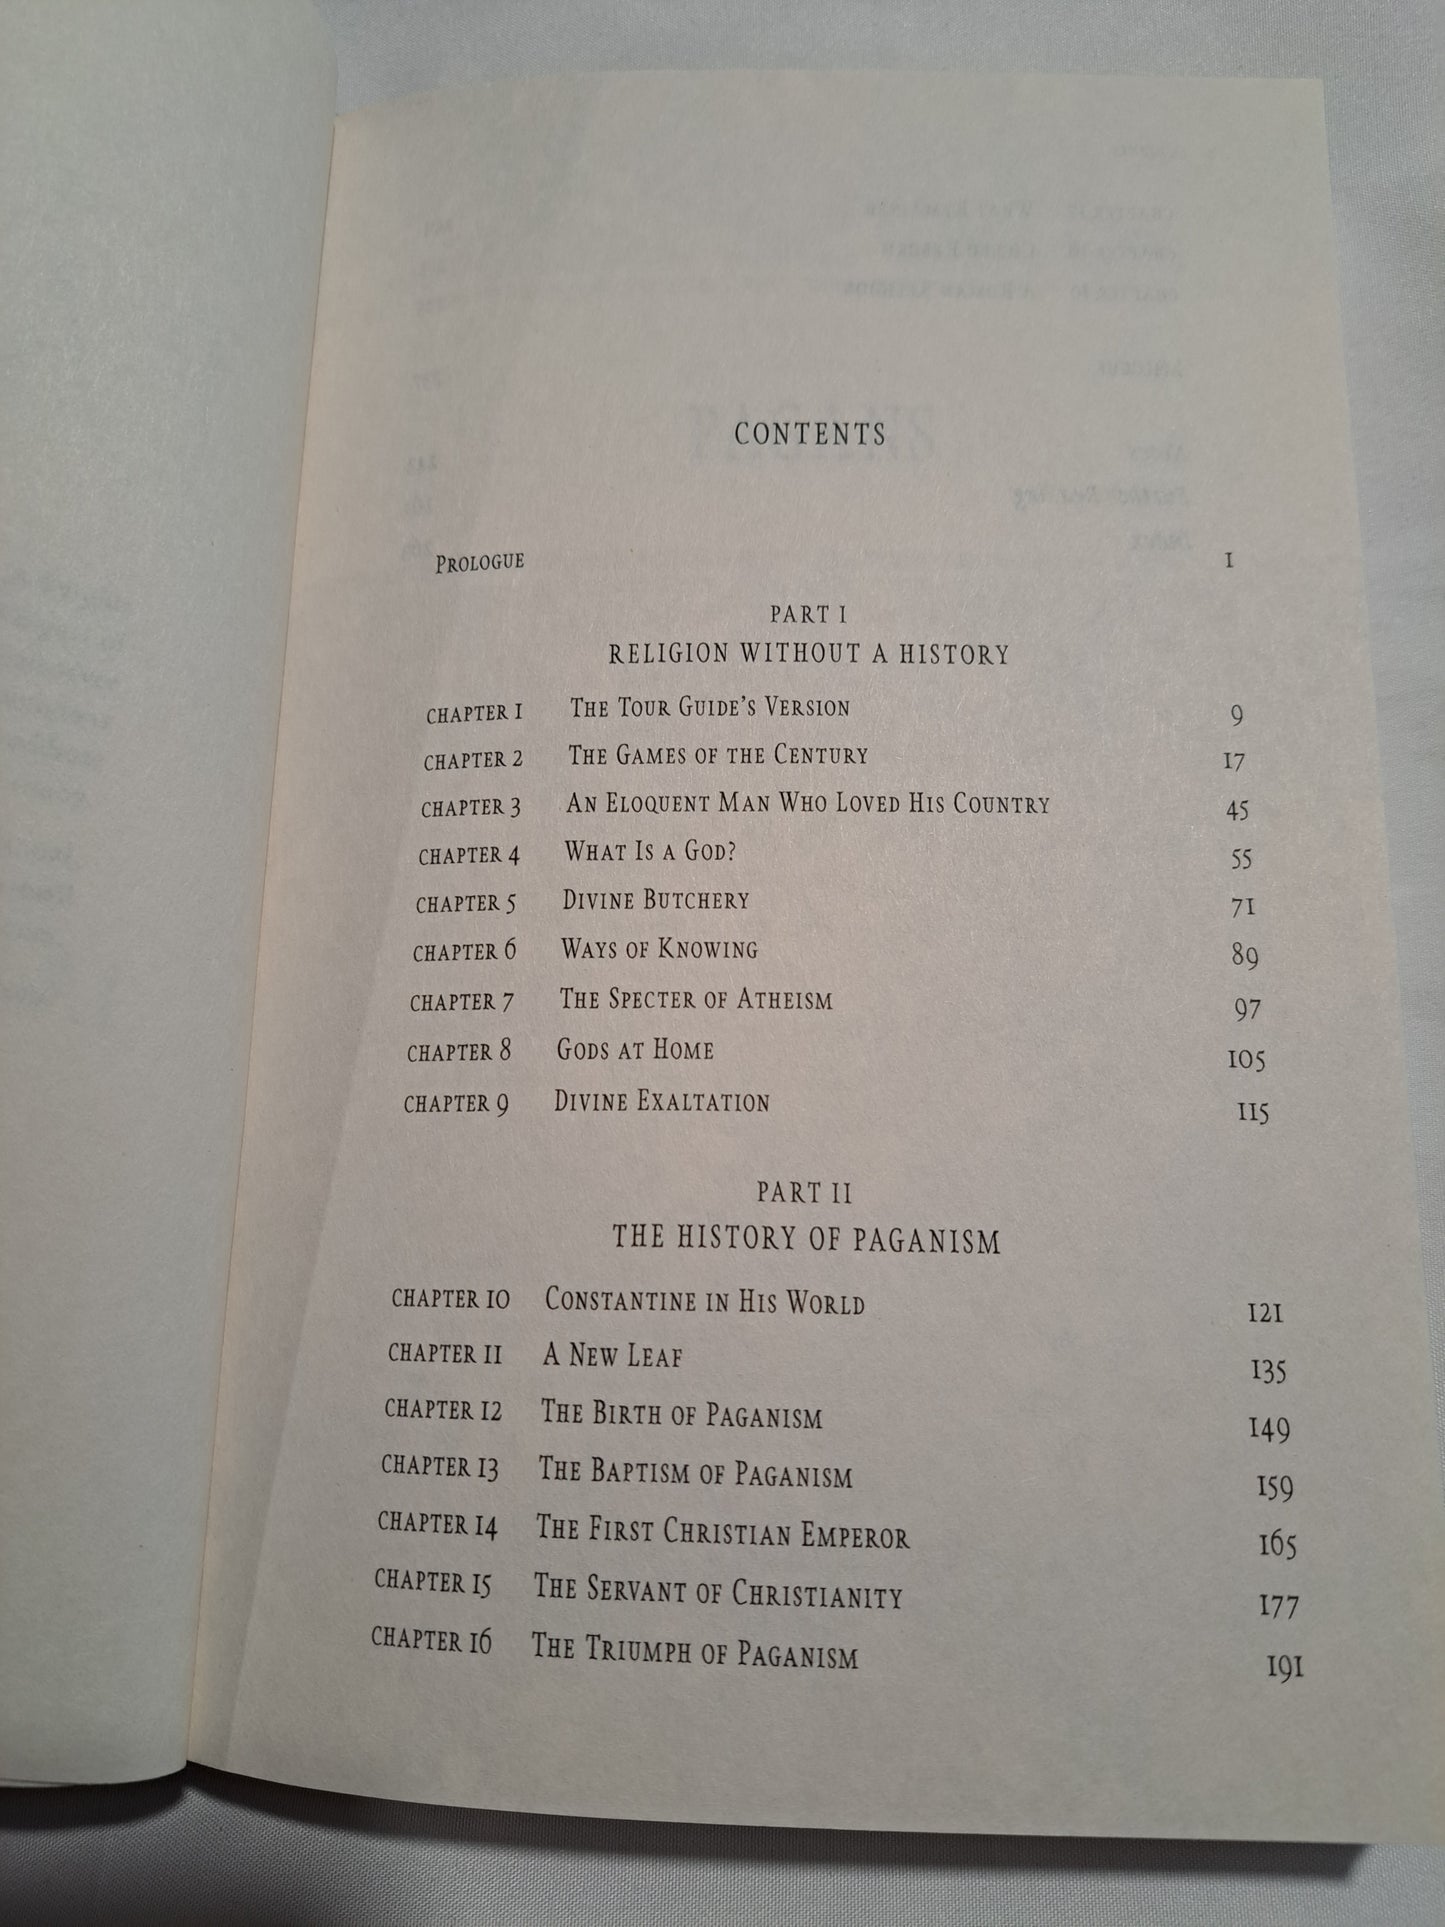 CONTENTS
PROLOGUE 1
PART I
RELIGION WITHOUT A HISTORY
CHAPTER 1 THE TOUR GUIDE'S VERSION 9
CHAPTER 2 THE GAMES OF THE CENTURY 17
CHAPTER 3 AN ELOQUENT MAN WHO LOVED HIS COUNTRY 45
CHAPTER 4 WHAT IS A GOD? 55
CHAPTER 5 DIVINE BUTCHERY 71
CHAPTER 6 WAYS OF KNOWING 89
CHAPTER 7 THE SPECTER OF ATHEISM 97
CHAPTER 8 GODS AT HOME 105
CHAPTER 9 DIVINE EXALTATION 115
PART II
THE HISTORY OF PAGANISM
CHAPTER 10 CONSTANTINE IN HIS WORLD 121
CHAPTER 11 A NEW LEAF 135
CHAPTER 12 THE BIRTH OF PAGANISM 149
CHAPTER 13 THE BAPTISM OF PAGANISM 159
CHAPTER 14 THE FIRST CHRISTIAN EMPEROR 165
CHAPTER 15 THE SERVANT OF CHRISTIANITY 177
CHAPTER 16 THE TRIUMPH OF PAGANISM 191